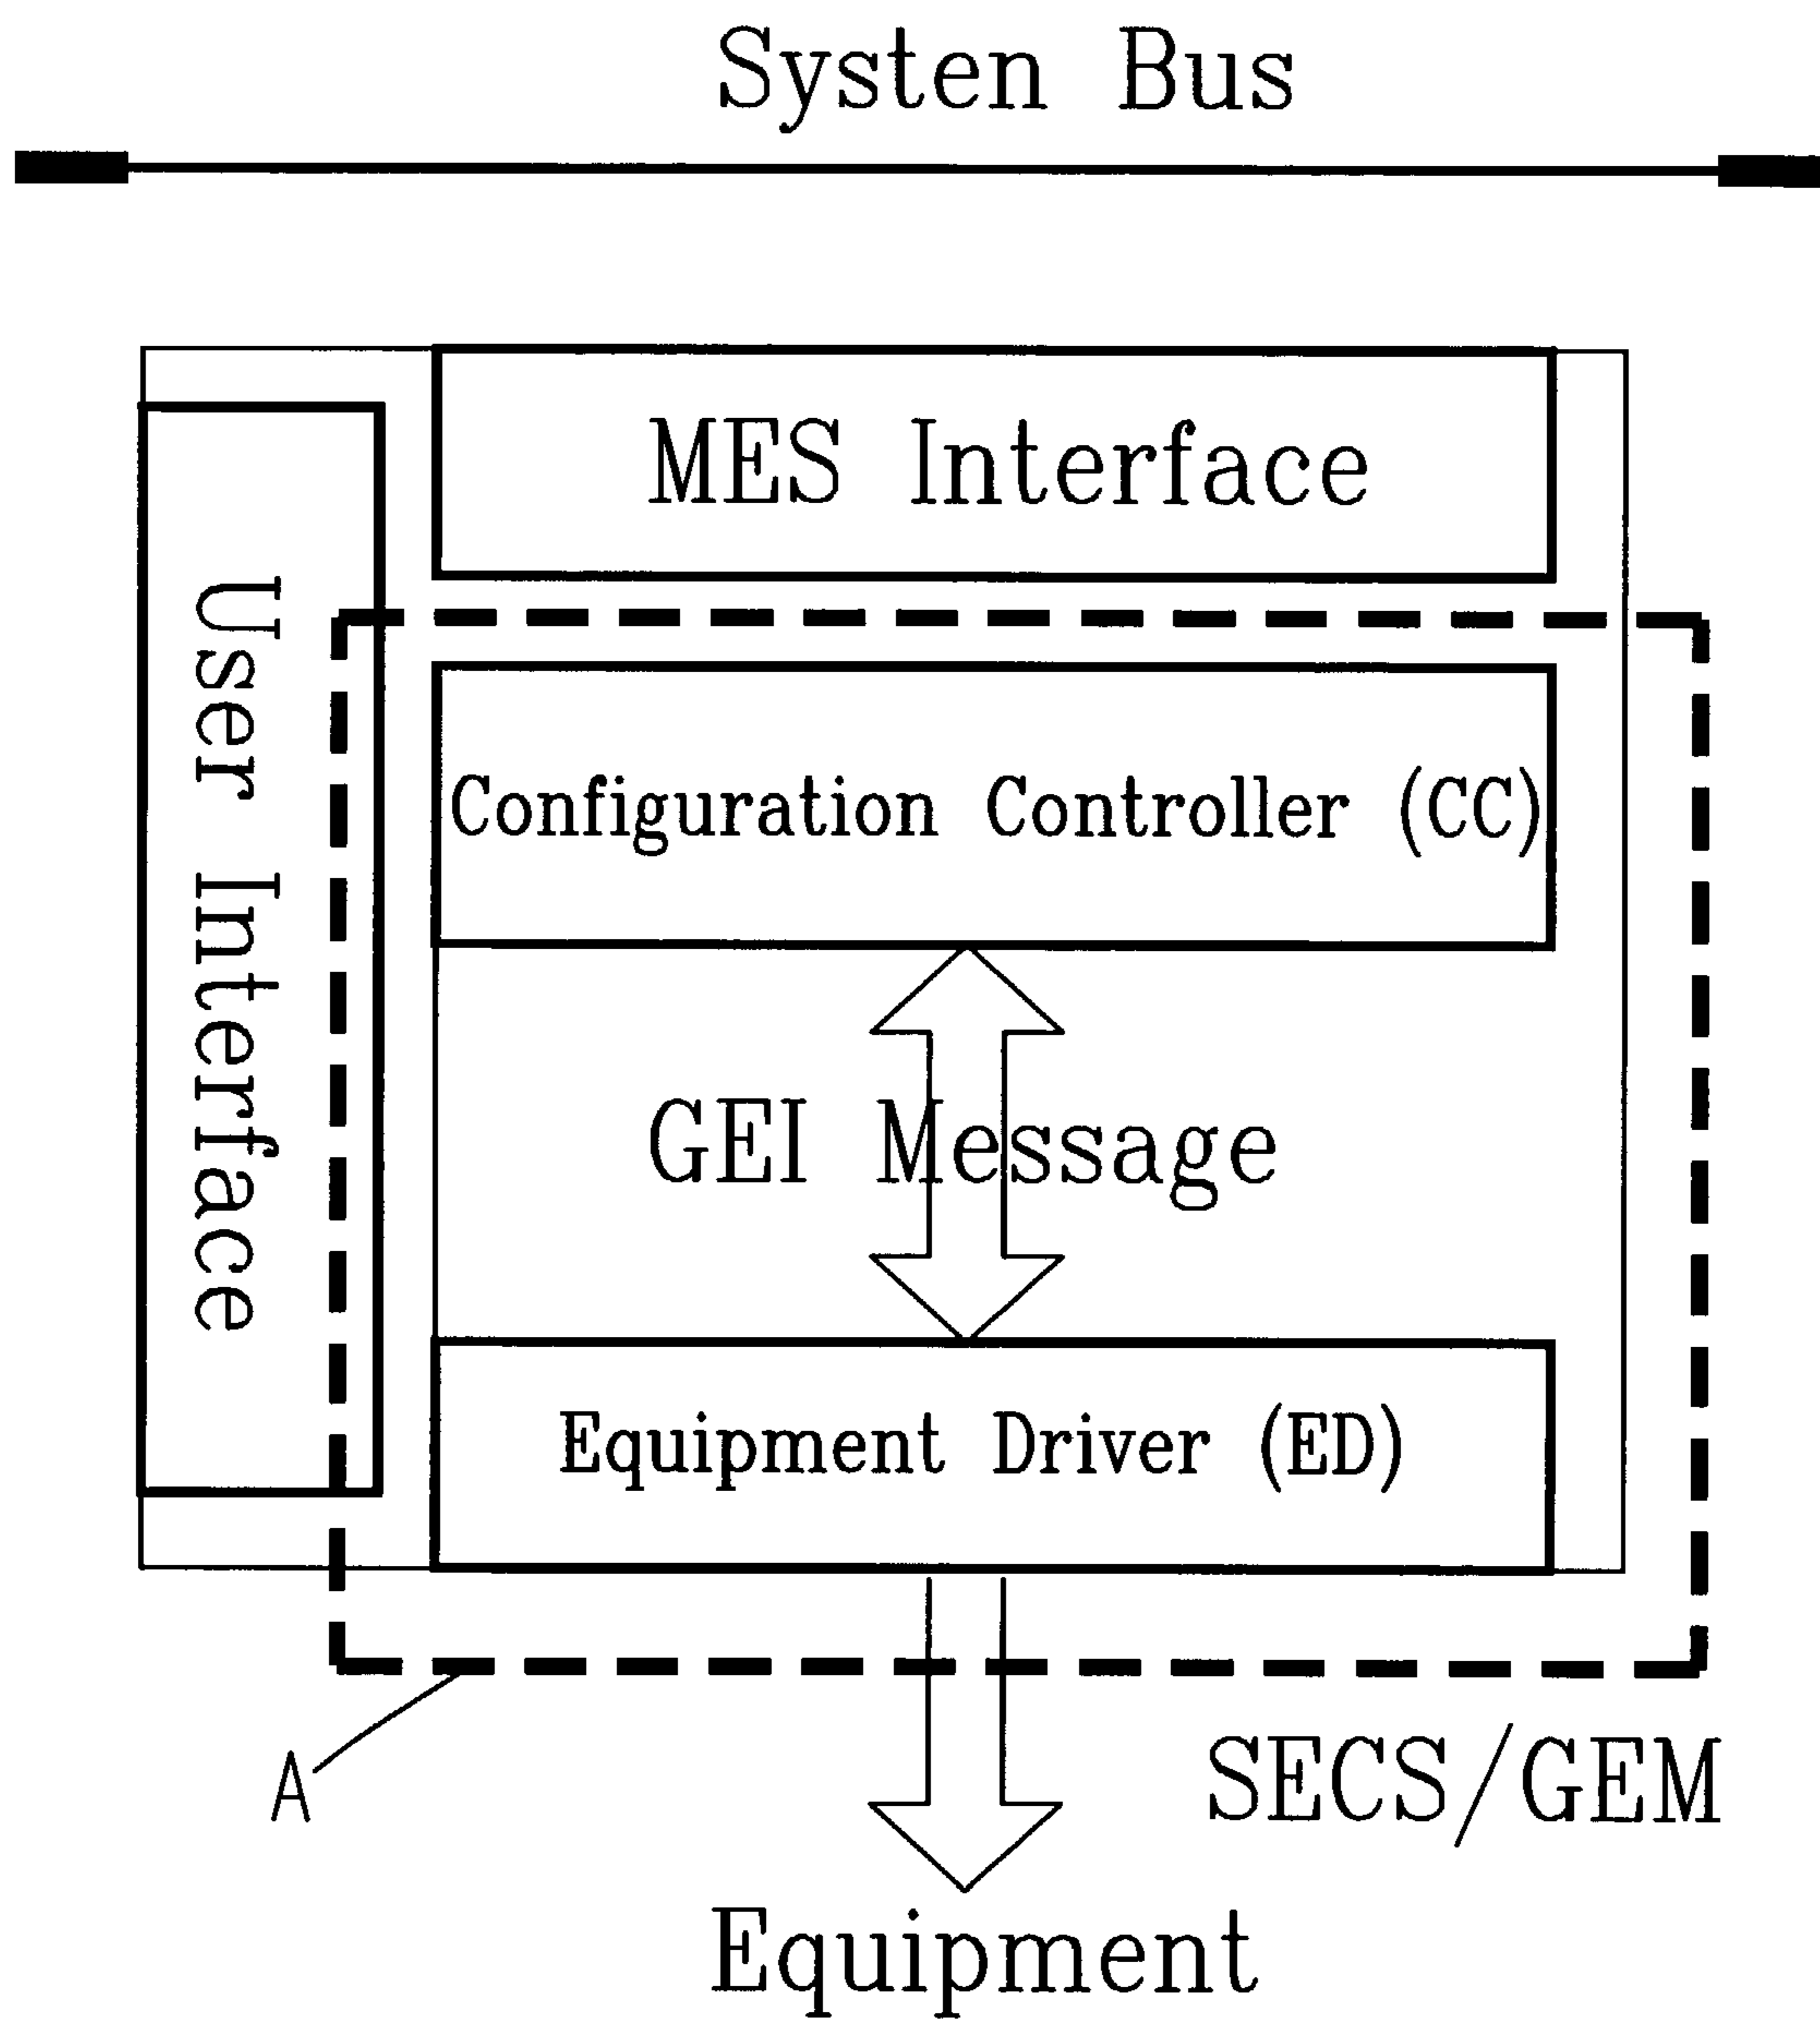 Systen Bus
MES Interface
User Interface
Configuration Controller (CC)
GEI Message
Equipment Driver (ED)
A
SECS/GEM
Equipment